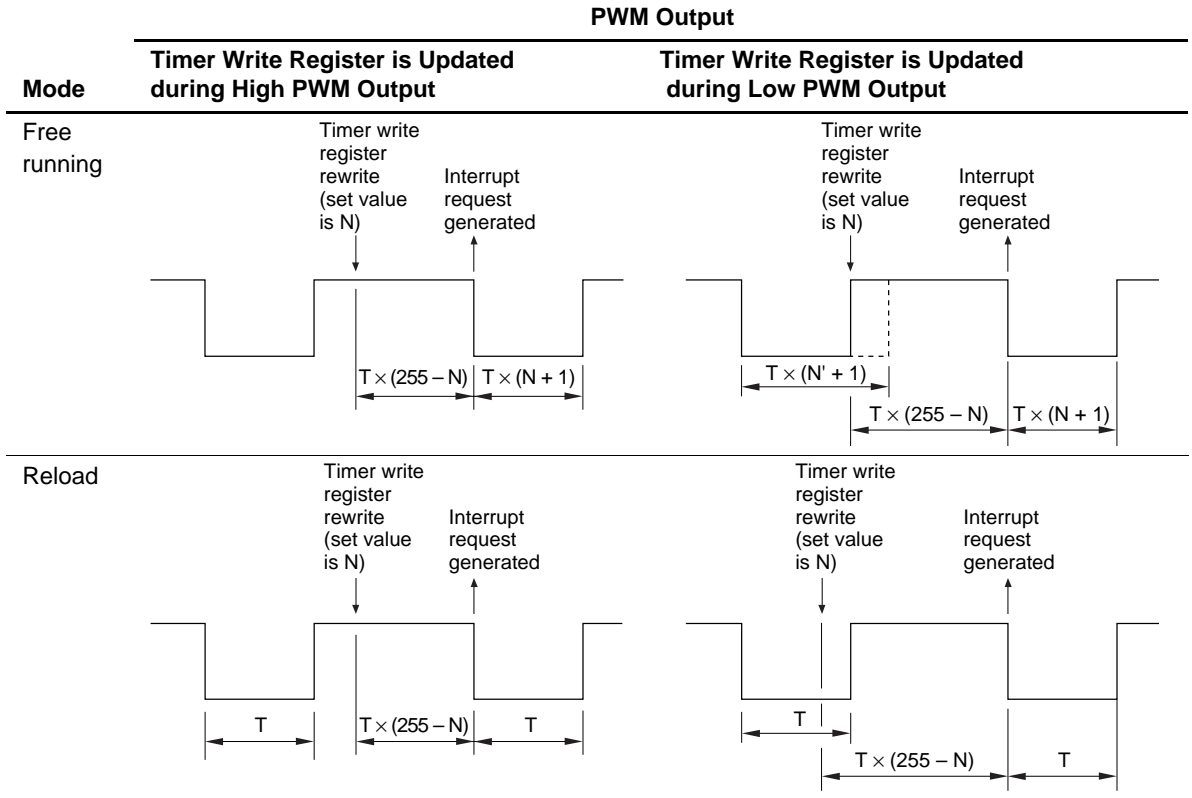 PWM Output
Mode
Timer Write Register is Updated
during High PWM Output
Timer Write Register is Updated
during Low PWM Output
Free
running
Timer write
register
rewrite
(set value
is N)
Interrupt
request
generated
T × (255 – N)
T × (N + 1)
Timer write
register
rewrite
(set value
is N)
Interrupt
request
generated
T × (N' + 1)
T × (255 – N)
T × (N + 1)
Reload
Timer write
register
rewrite
(set value
is N)
Interrupt
request
generated
T
T × (255 – N)
T
Timer write
register
rewrite
(set value
is N)
Interrupt
request
generated
T
T × (255 – N)
T